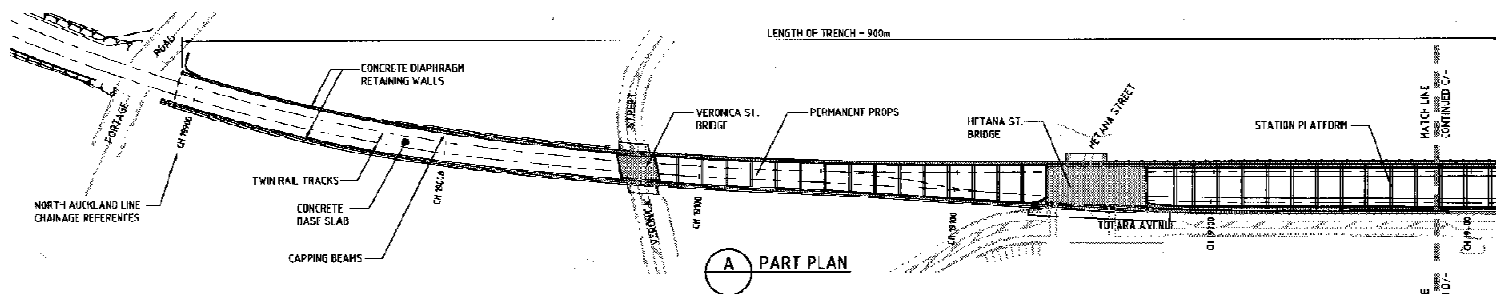 LENGTH OF TRENCH - 900m
ROAD
PORTAGE
CONCRETE DIAPHRAGM
RETAINING WALLS
STREET
VERONICA
VERONICA ST.
BRIDGE
PERMANENT PROPS
HETANA ST.
BRIDGE
HETANA STREET
STATION PLATFORM
MATCH LINE
CONTINUED
TWIN RAIL TRACKS
CONCRETE
BASE SLAB
NORTH AUCKLAND LINE
CHAINAGE REFERENCES
CAPPING BEAMS
TOTARA AVENUE
A PART PLAN